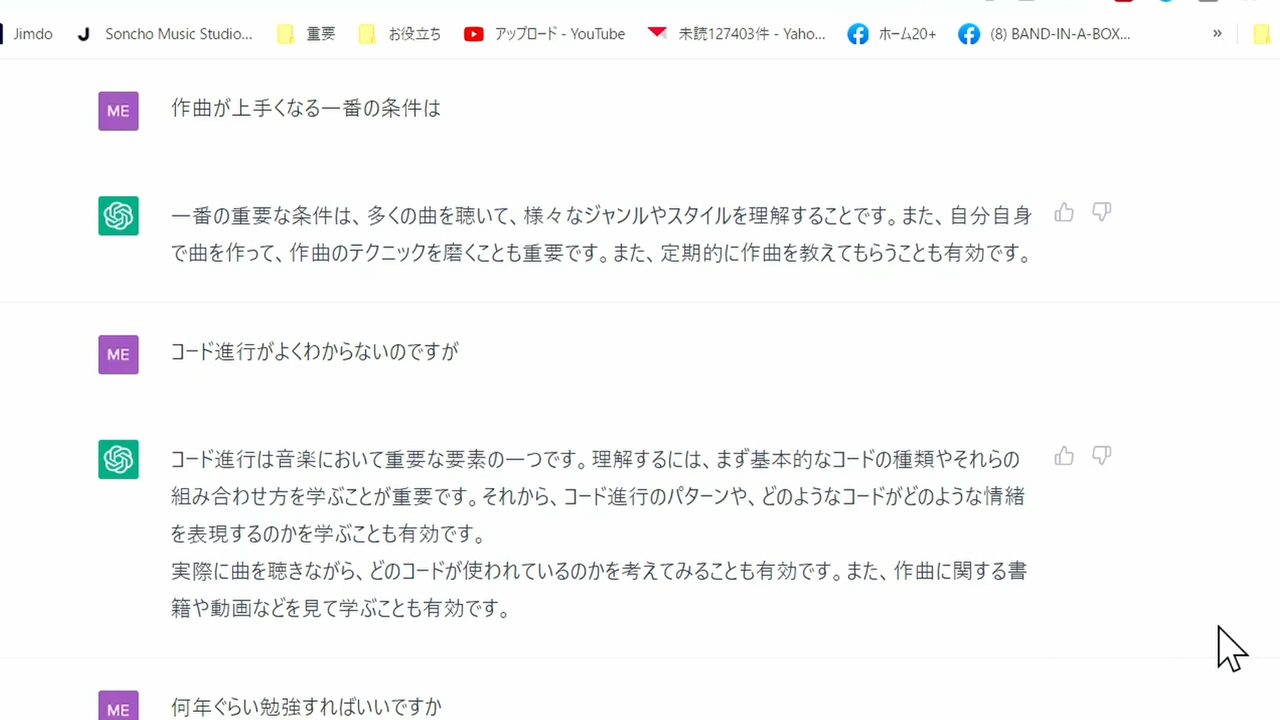 Jimdo Soncho Music Studio... 重要 お役立ち アップロード - YouTube 未読127403件 - Yaho... ホーム20+ (8) BAND-IN-A-BOX... »
ME 作曲が上手くなる一番の条件は
一番の重要な条件は、多くの曲を聴いて、様々なジャンルやスタイルを理解することです。また、自分自身
で曲を作って、作曲のテクニックを磨くことも重要です。また、定期的に作曲を教えてもらうことも有効です。
ME コード進行がよくわからないのですが
コード進行は音楽において重要な要素の一つです。理解するには、まず基本的なコードの種類やそれらの
組み合わせ方を学ぶことが重要です。それから、コード進行のパターンや、どのようなコードがどのような情緒
を表現するのかを学ぶことも有効です。
実際に曲を聴きながら、どのコードが使われているのかを考えてみることも有効です。また、作曲に関する書
籍や動画などを見て学ぶことも有効です。
ME 何年ぐらい勉強すればいいですか